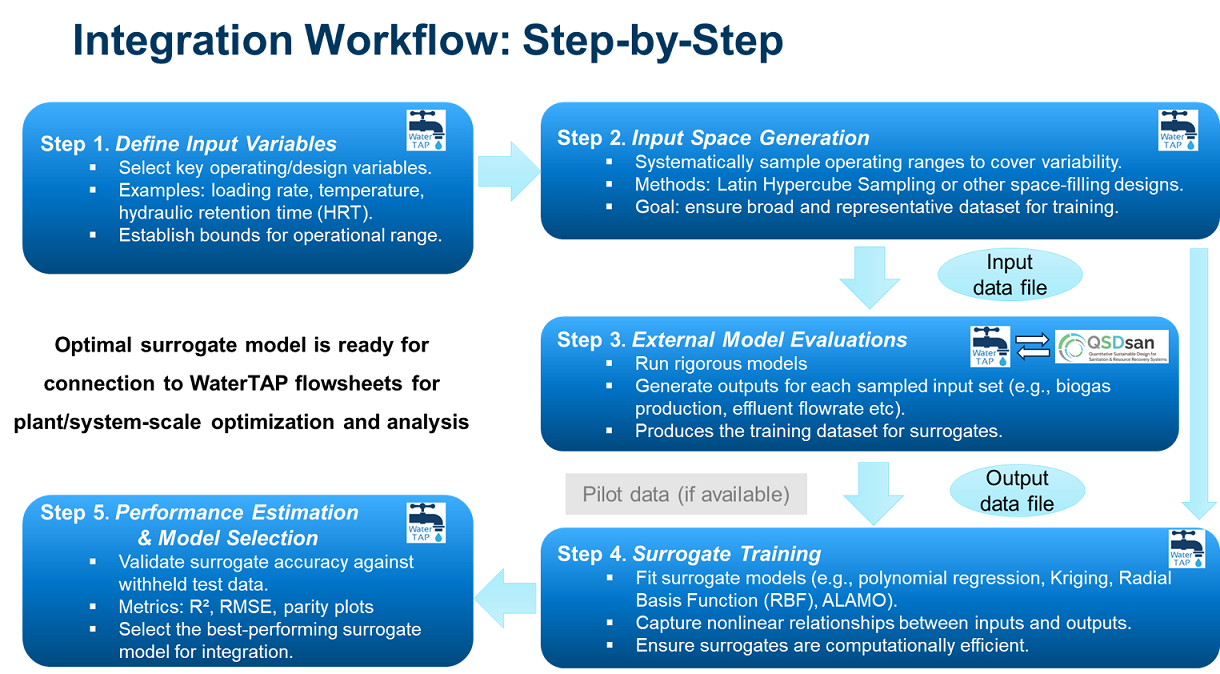 Integration Workflow: Step-by-Step
Step 1. Define Input Variables
▪ Select key operating/design variables.
▪ Examples: loading rate, temperature,
hydraulic retention time (HRT).
▪ Establish bounds for operational range.
Water
TAP
Step 2. Input Space Generation
▪ Systematically sample operating ranges to cover variability.
▪ Methods: Latin Hypercube Sampling or other space-filling designs.
▪ Goal: ensure broad and representative dataset for training.
Water
TAP
Input
data file
Step 3. External Model Evaluations
▪ Run rigorous models
▪ Generate outputs for each sampled input set (e.g., biogas
production, effluent flowrate etc).
▪ Produces the training dataset for surrogates.
Water
TAP
QSDsan
Quantitative Sustainable Design for
Sanitation & Resource Recovery Systems
Pilot data (if available)
Output
data file
Step 4. Surrogate Training
▪ Fit surrogate models (e.g., polynomial regression, Kriging, Radial
Basis Function (RBF), ALAMO).
▪ Capture nonlinear relationships between inputs and outputs.
▪ Ensure surrogates are computationally efficient.
Water
TAP
Step 5. Performance Estimation
& Model Selection
▪ Validate surrogate accuracy against
withheld test data.
▪ Metrics: R², RMSE, parity plots
▪ Select the best-performing surrogate
model for integration.
Water
TAP
Optimal surrogate model is ready for
connection to WaterTAP flowsheets for
plant/system-scale optimization and analysis